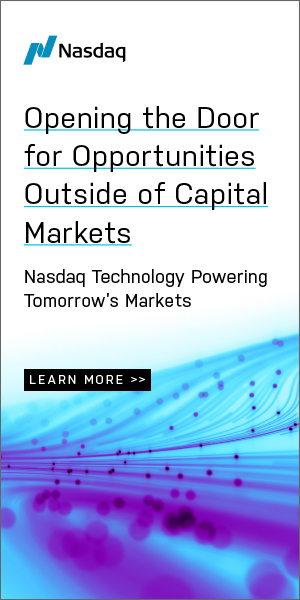 Nasdaq
Opening the Door
for Opportunities
Outside of Capital
Markets
Nasdaq Technology Powering
Tomorrow's Markets
LEARN MORE >>